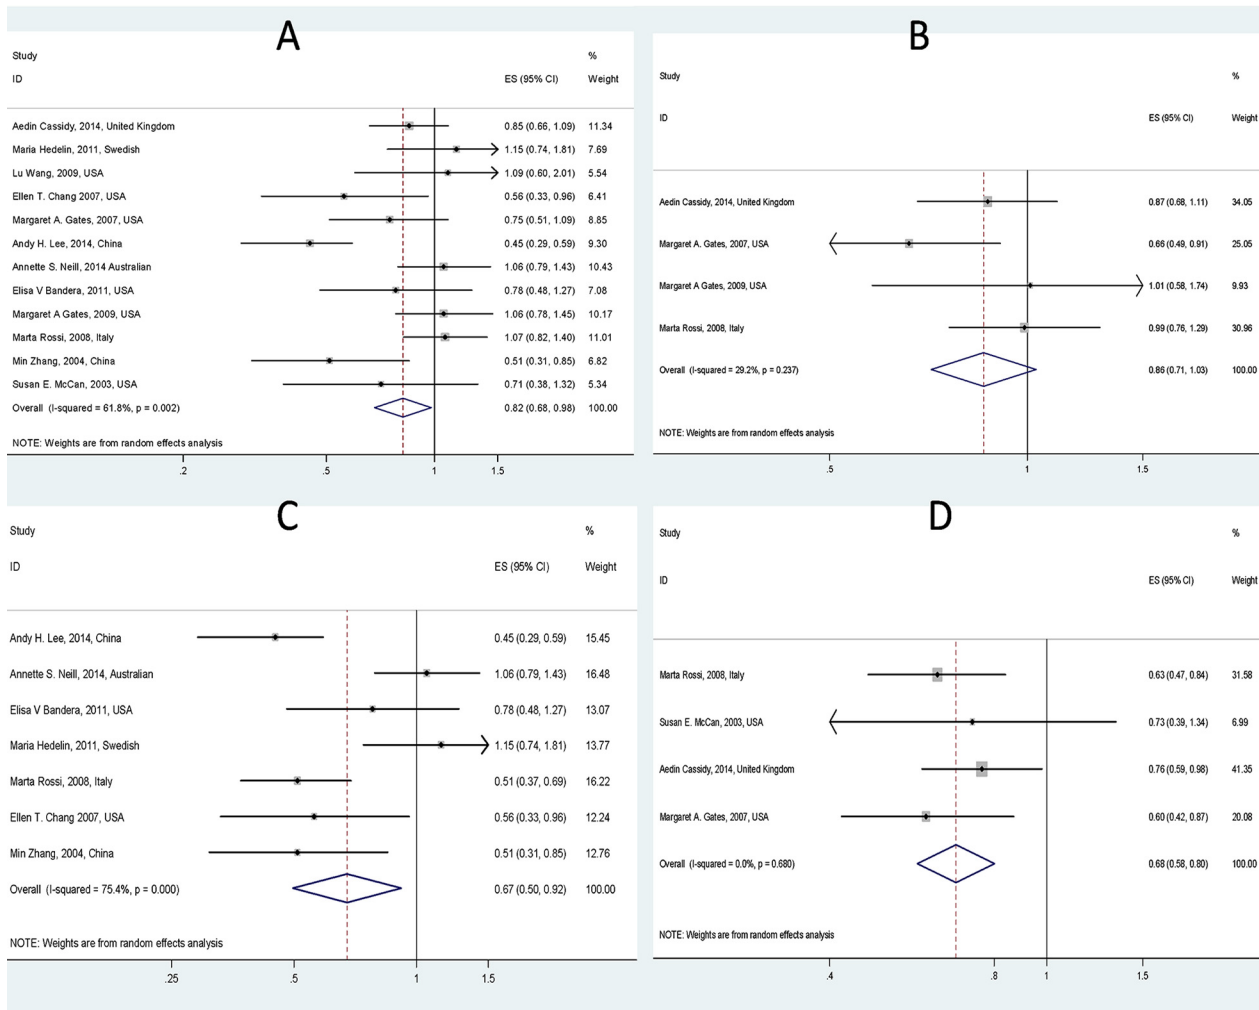 A
Study %
ID ES (95% CI) Weight
Aedin Cassidy, 2014, United Kingdom 0.85 (0.66, 1.09) 11.34
Maria Hedelin, 2011, Swedish 1.15 (0.74, 1.81) 7.69
Lu Wang, 2009, USA 1.09 (0.60, 2.01) 5.54
Ellen T. Chang 2007, USA 0.56 (0.33, 0.96) 6.41
Margaret A. Gates, 2007, USA 0.75 (0.51, 1.09) 8.85
Andy H. Lee, 2014, China 0.45 (0.29, 0.59) 9.30
Annette S. Neill, 2014 Australian 1.06 (0.79, 1.43) 10.43
Elisa V Bandera, 2011, USA 0.78 (0.48, 1.27) 7.08
Margaret A Gates, 2009, USA 1.06 (0.78, 1.45) 10.17
Marta Rossi, 2008, Italy 1.07 (0.82, 1.40) 11.01
Min Zhang, 2004, China 0.51 (0.31, 0.85) 6.82
Susan E. McCan, 2003, USA 0.71 (0.38, 1.32) 5.34
Overall (I-squared = 61.8%, p = 0.002) 0.82 (0.68, 0.98) 100.00
NOTE: Weights are from random effects analysis
.2 .5 1 1.5
B
Study %
ID ES (95% CI) Weight
Aedin Cassidy, 2014, United Kingdom 0.87 (0.68, 1.11) 34.05
Margaret A. Gates, 2007, USA 0.66 (0.49, 0.91) 25.05
Margaret A Gates, 2009, USA 1.01 (0.58, 1.74) 9.93
Marta Rossi, 2008, Italy 0.99 (0.76, 1.29) 30.96
Overall (I-squared = 29.2%, p = 0.237) 0.86 (0.71, 1.03) 100.00
NOTE: Weights are from random effects analysis
.5 1 1.5
C
Study %
ID ES (95% CI) Weight
Andy H. Lee, 2014, China 0.45 (0.29, 0.59) 15.45
Annette S. Neill, 2014, Australian 1.06 (0.79, 1.43) 16.48
Elisa V Bandera, 2011, USA 0.78 (0.48, 1.27) 13.07
Maria Hedelin, 2011, Swedish 1.15 (0.74, 1.81) 13.77
Marta Rossi, 2008, Italy 0.51 (0.37, 0.69) 16.22
Ellen T. Chang 2007, USA 0.56 (0.33, 0.96) 12.24
Min Zhang, 2004, China 0.51 (0.31, 0.85) 12.76
Overall (I-squared = 75.4%, p = 0.000) 0.67 (0.50, 0.92) 100.00
NOTE: Weights are from random effects analysis
.25 .5 1 1.5
D
Study %
ID ES (95% CI) Weight
Marta Rossi, 2008, Italy 0.63 (0.47, 0.84) 31.58
Susan E. McCan, 2003, USA 0.73 (0.39, 1.34) 6.99
Aedin Cassidy, 2014, United Kingdom 0.76 (0.59, 0.98) 41.35
Margaret A. Gates, 2007, USA 0.60 (0.42, 0.87) 20.08
Overall (I-squared = 0.0%, p = 0.680) 0.68 (0.58, 0.80) 100.00
NOTE: Weights are from random effects analysis
.4 .8 1 1.5